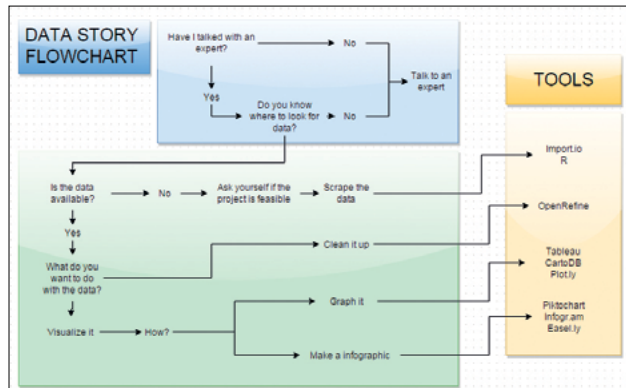 DATA STORY
FLOWCHART
Have I talked with an
expert?
No
Talk to an
expert
Yes
Do you know
where to look for
data?
No
TOOLS
Is the data
available?
No
Ask yourself if the
project is feasible
Scrape the
data
Import.io
R
Yes
Clean it up
OpenRefine
What do you
want to do
with the data?
Graph it
Tableau
CartoDB
Plot.ly
Visualize it
How?
Make a infographic
Piktochart
Infogr.am
Easel.ly